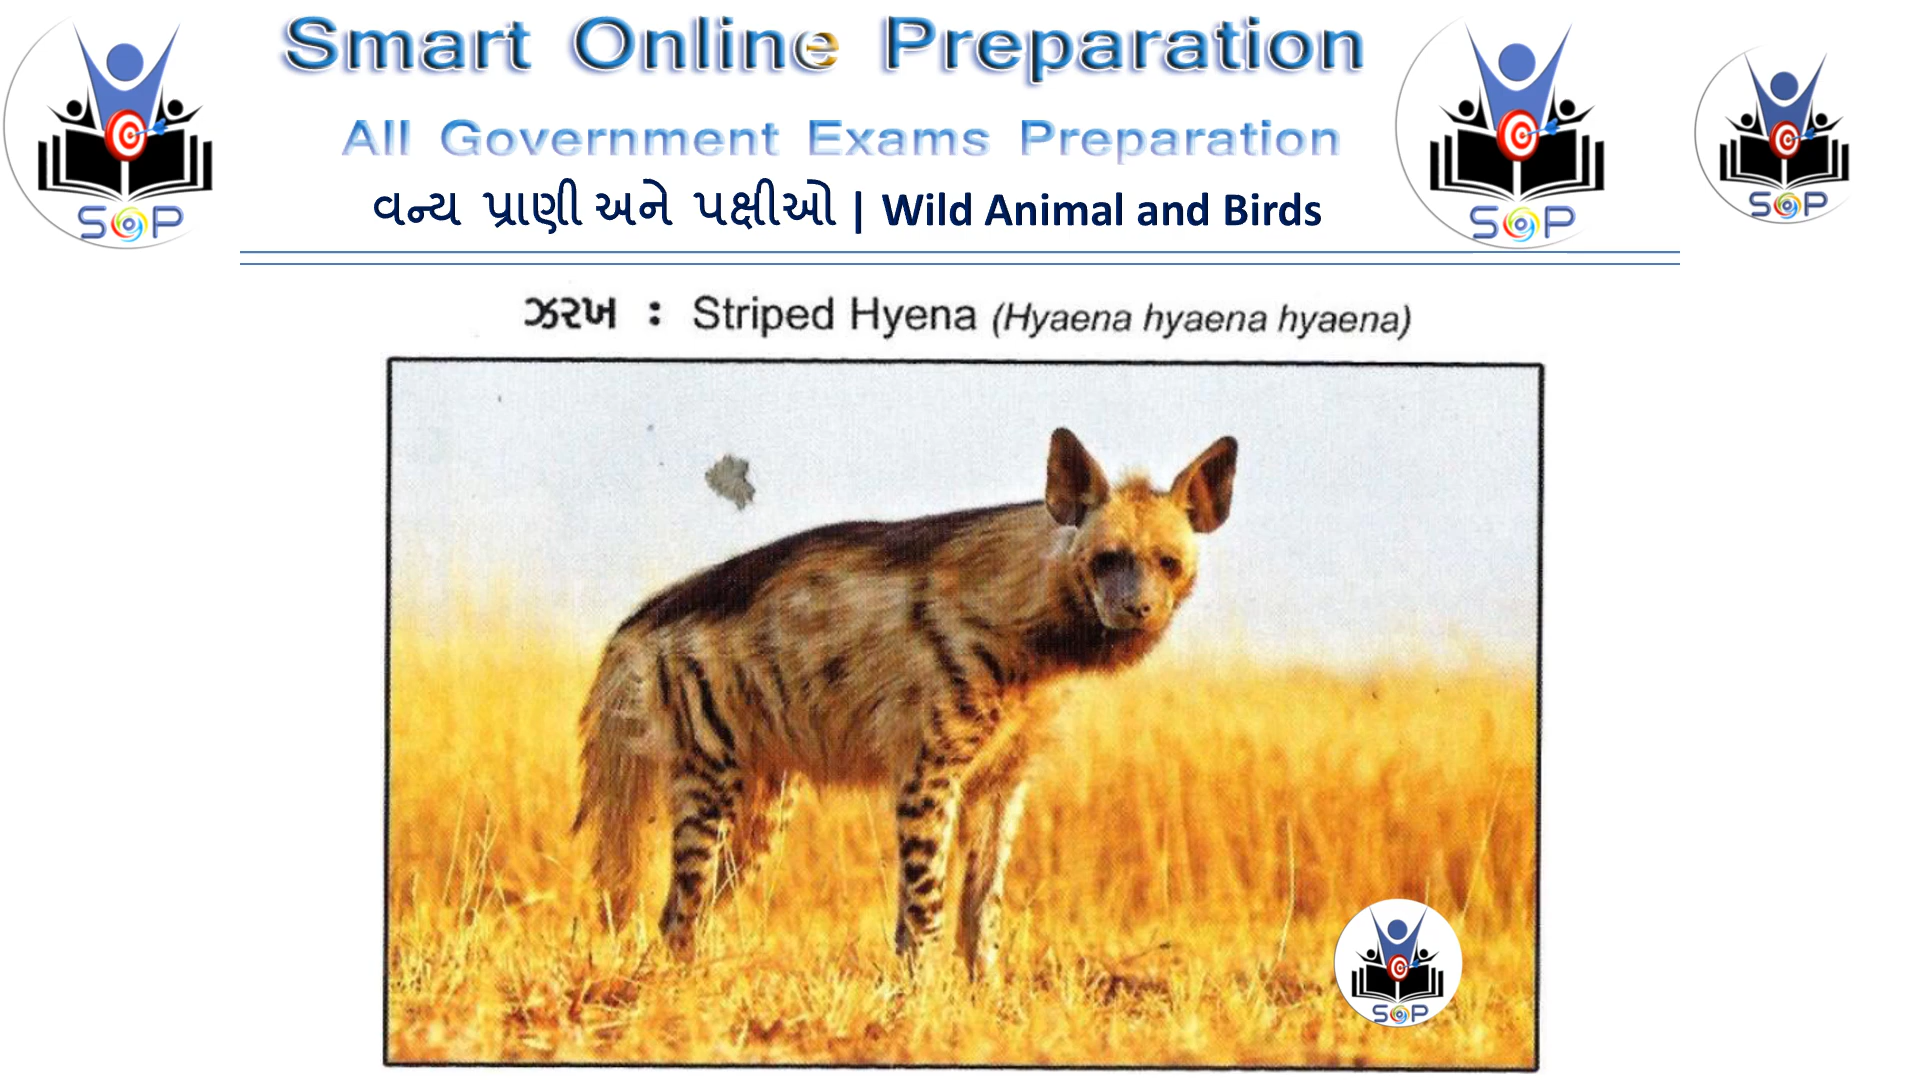 Smart Online Preparation
All Government Exams Preparation
વન્ય પ્રાણી અને પક્ષીઓ | Wild Animal and Birds
SOP
SOP
SOP
ઝરખ : Striped Hyena (Hyaena hyaena hyaena)
SOP